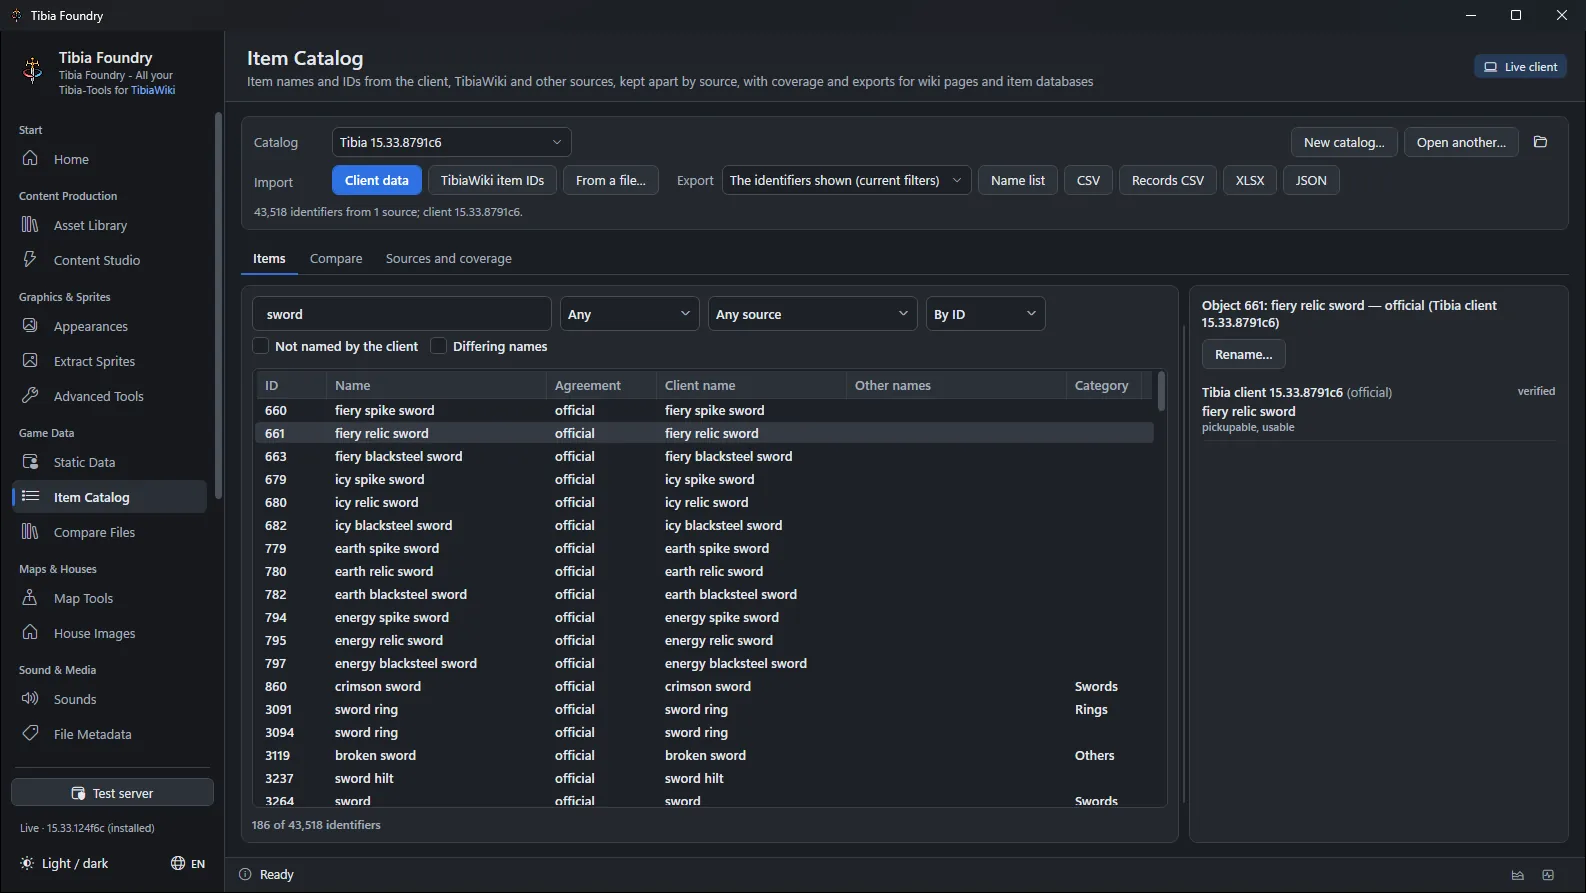 Tibia Foundry
Tibia Foundry
Tibia Foundry - All your
Tibia-Tools for TibiaWiki
Start
Home
Content Production
Asset Library
Content Studio
Graphics & Sprites
Appearances
Extract Sprites
Advanced Tools
Game Data
Static Data
Item Catalog
Compare Files
Maps & Houses
Map Tools
House Images
Sound & Media
Sounds
File Metadata
Test server
Live · 15.33.124f6c (installed)
Light / dark EN
Item Catalog
Item names and IDs from the client, TibiaWiki and other sources, kept apart by source, with coverage and exports for wiki pages and item databases
Live client
Catalog Tibia 15.33.8791c6 New catalog... Open another...
Import Client data TibiaWiki item IDs From a file... Export The identifiers shown (current filters) Name list CSV Records CSV XLSX JSON
43,518 identifiers from 1 source; client 15.33.8791c6.
Items Compare Sources and coverage
sword Any Any source By ID
Not named by the client Differing names
ID Name Agreement Client name Other names Category
660 fiery spike sword official fiery spike sword
661 fiery relic sword official fiery relic sword
663 fiery blacksteel sword official fiery blacksteel sword
679 icy spike sword official icy spike sword
680 icy relic sword official icy relic sword
682 icy blacksteel sword official icy blacksteel sword
779 earth spike sword official earth spike sword
780 earth relic sword official earth relic sword
782 earth blacksteel sword official earth blacksteel sword
794 energy spike sword official energy spike sword
795 energy relic sword official energy relic sword
797 energy blacksteel sword official energy blacksteel sword
860 crimson sword official crimson sword Swords
3091 sword ring official sword ring Rings
3094 sword ring official sword ring
3119 broken sword official broken sword Others
3237 sword hilt official sword hilt
3264 sword official sword Swords
186 of 43,518 identifiers
Object 661: fiery relic sword — official (Tibia client
15.33.8791c6)
Rename...
Tibia client 15.33.8791c6 (official) verified
fiery relic sword
pickupable, usable
Ready